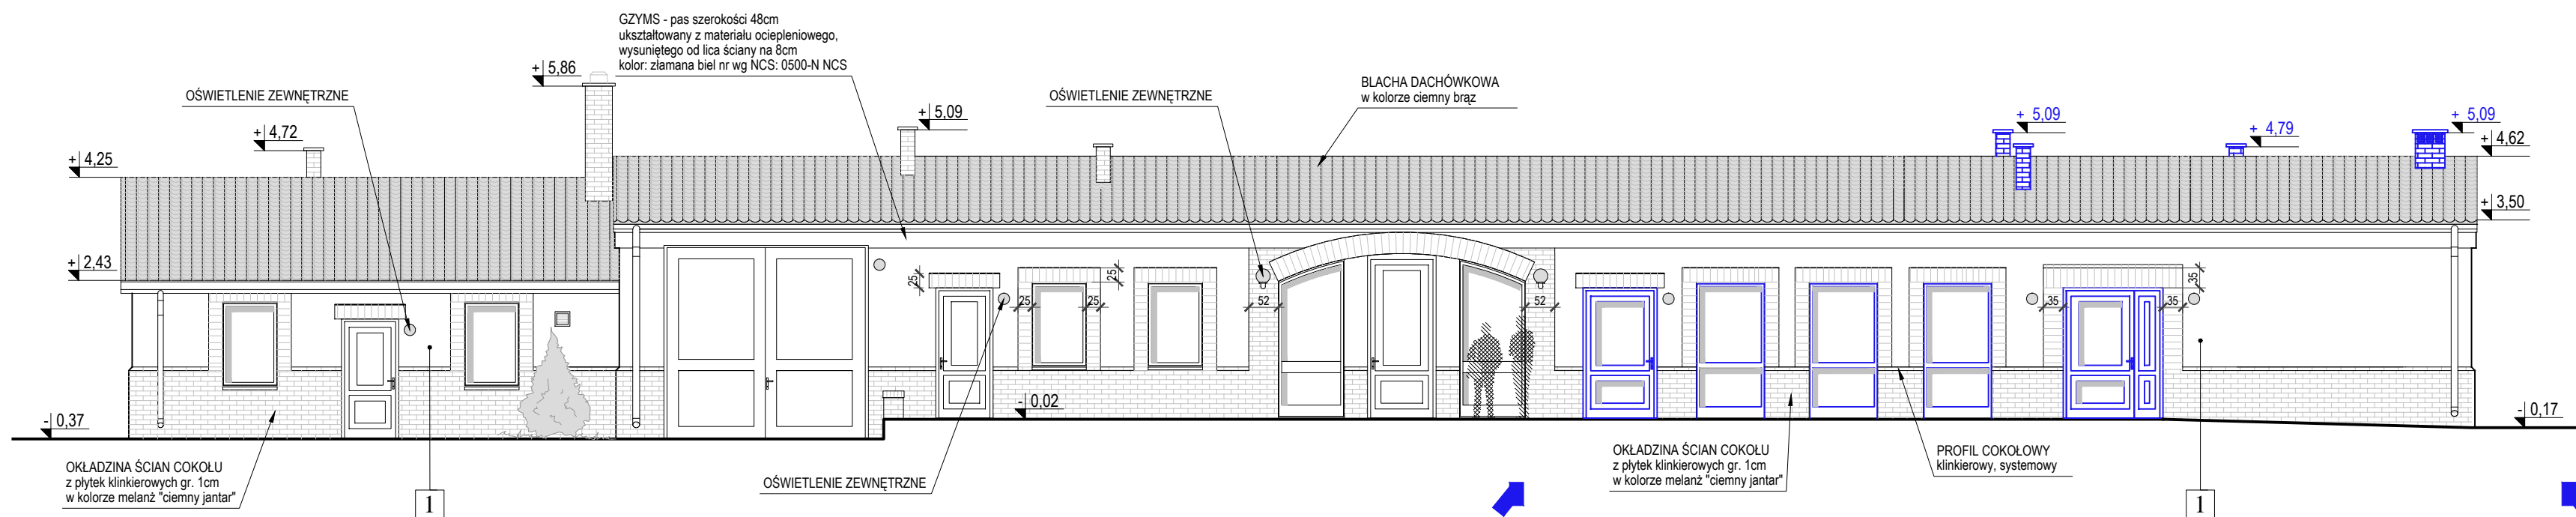 GZYMS - pas szerokości 48cm
ukształtowany z materiału ociepleniowego,
wysuniętego od lica ściany na 8cm
kolor: złamana biel nr wg NCS: 0500-N NCS
+ 5,86
OŚWIETLENIE ZEWNĘTRZNE
OŚWIETLENIE ZEWNĘTRZNE
BLACHA DACHÓWKOWA
w kolorze ciemny brąz
+ 4,72
+ 5,09
+ 5,09
+ 4,79
+ 5,09
+ 4,25
+ 4,62
+ 3,50
+ 2,43
25
25
25
25
52
52
35
35
35
- 0,37
- 0,02
- 0,17
OKŁADZINA ŚCIAN COKOŁU
z płytek klinkierowych gr. 1cm
w kolorze melanż "ciemny jantar"
1
OŚWIETLENIE ZEWNĘTRZNE
OKŁADZINA ŚCIAN COKOŁU
z płytek klinkierowych gr. 1cm
w kolorze melanż "ciemny jantar"
PROFIL COKOŁOWY
klinkierowy, systemowy
1